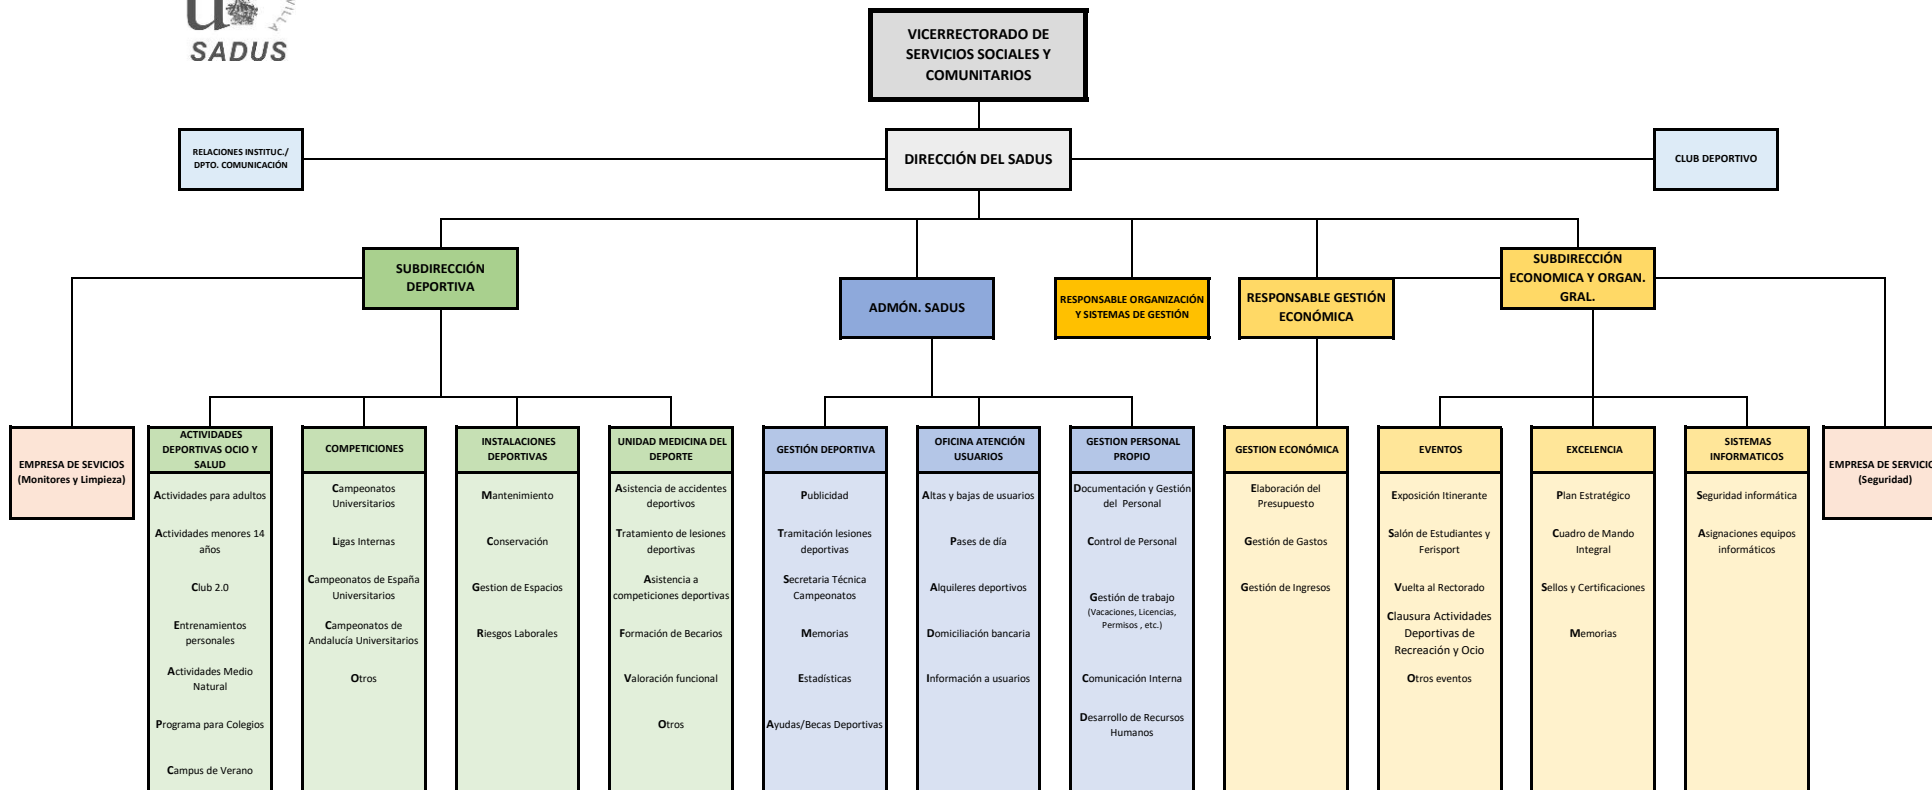 SADUS
VICERRECTORADO DE
SERVICIOS SOCIALES Y
COMUNITARIOS
RELACIONES INSTITUC./
DPTO. COMUNICACIÓN
DIRECCIÓN DEL SADUS
CLUB DEPORTIVO
SUBDIRECCIÓN
DEPORTIVA
ADMÓN. SADUS
RESPONSABLE ORGANIZACIÓN
Y SISTEMAS DE GESTIÓN
RESPONSABLE GESTIÓN
ECONÓMICA
SUBDIRECCIÓN
ECONOMICA Y ORGAN.
GRAL.
EMPRESA DE SEVICIOS
(Monitores y Limpieza)
ACTIVIDADES
DEPORTIVAS OCIO Y
SALUD
Actividades para adultos
Actividades menores 14
años
Club 2.0
Entrenamientos
personales
Actividades Medio
Natural
Programa para Colegios
Campus de Verano
COMPETICIONES
Campeonatos
Universitarios
Ligas Internas
Campeonatos de España
Universitarios
Campeonatos de
Andalucía Universitarios
Otros
INSTALACIONES
DEPORTIVAS
Mantenimiento
Conservación
Gestion de Espacios
Riesgos Laborales
UNIDAD MEDICINA DEL
DEPORTE
Asistencia de accidentes
deportivos
Tratamiento de lesiones
deportivas
Asistencia a
competiciones deportivas
Formación de Becarios
Valoración funcional
Otros
GESTIÓN DEPORTIVA
Publicidad
Tramitación lesiones
deportivas
Secretaria Técnica
Campeonatos
Memorias
Estadísticas
Ayudas/Becas Deportivas
OFICINA ATENCIÓN
USUARIOS
Altas y bajas de usuarios
Pases de día
Alquileres deportivos
Domiciliación bancaria
Información a usuarios
GESTION PERSONAL
PROPIO
Documentación y Gestión
del Personal
Control de Personal
Gestión de trabajo
(Vacaciones, Licencias,
Permisos , etc.)
Comunicación Interna
Desarrollo de Recursos
Humanos
GESTION ECONÓMICA
Elaboración del
Presupuesto
Gestión de Gastos
Gestión de Ingresos
EVENTOS
Exposición Itinerante
Salón de Estudiantes y
Ferisport
Vuelta al Rectorado
Clausura Actividades
Deportivas de
Recreación y Ocio
Otros eventos
EXCELENCIA
Plan Estratégico
Cuadro de Mando
Integral
Sellos y Certificaciones
Memorias
SISTEMAS
INFORMATICOS
Seguridad informática
Asignaciones equipos
informáticos
EMPRESA DE SERVICIO
(Seguridad)